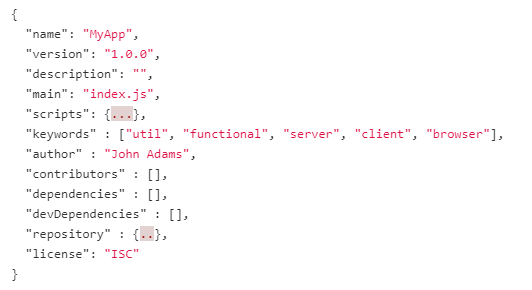 {
"name": "MyApp",
"version": "1.0.0",
"description": "",
"main": "index.js",
"scripts": {...},
"keywords" : ["util", "functional", "server", "client", "browser"],
"author" : "John Adams",
"contributors" : [],
"dependencies" : [],
"devDependencies" : [],
"repository" : {..},
"license": "ISC"
}